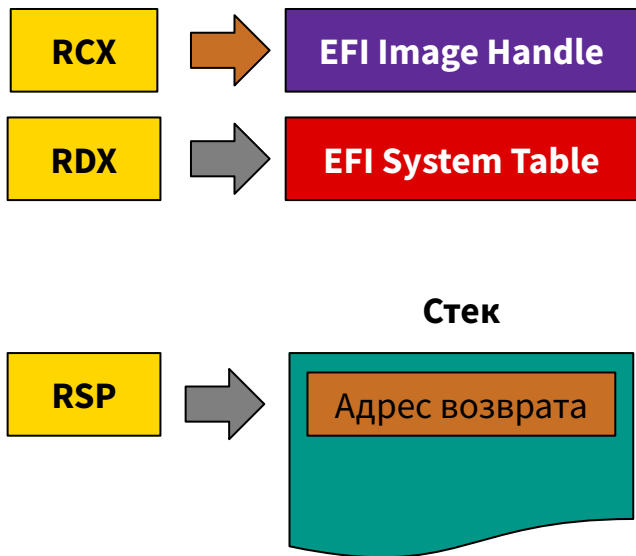 RCX
EFI Image Handle
RDX
EFI System Table
Стек
RSP
Адрес возврата